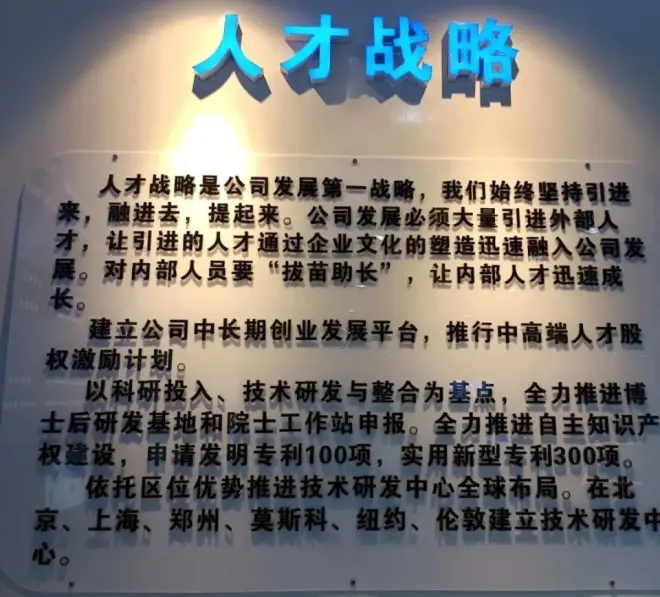 人才战略
人才战略是公司发展第一战略，我们始终坚持引进
来，融进去，提起来。公司发展必须大量引进外部人
才，让引进的人才通过企业文化的塑造迅速融入公司发
展。对内部人员要“拔苗助长”，让内部人才迅速成
长。
建立公司中长期创业发展平台，推行中高端人才股
权激励计划。
以科研投入、技术研发与整合为基点，全力推进博
士后研发基地和院士工作站申报。全力推进自主知识产
权建设，申请发明专利100项，实用新型专利300项。
依托区位优势推进技术研发中心全球布局。在北
京、上海、郑州、莫斯科、纽约、伦敦建立技术研发中
心。